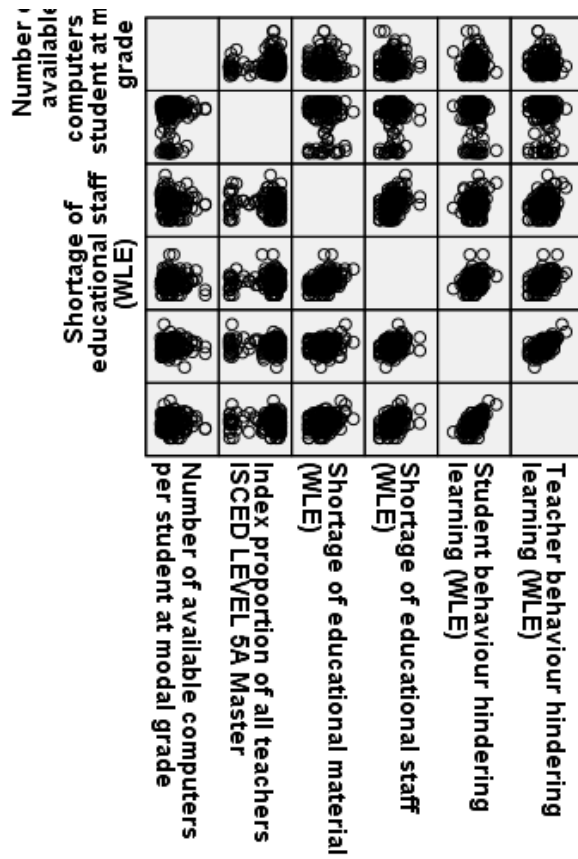 Number
available
computers
student at m
grade
Shortage of
educational staff
(WLE)
Number of available computers
per student at modal grade
Index proportion of all teachers
ISCED LEVEL 5A Master
Shortage of educational material
(WLE)
Shortage of educational staff
(WLE)
Student behaviour hindering
learning (WLE)
Teacher behaviour hindering
learning (WLE)